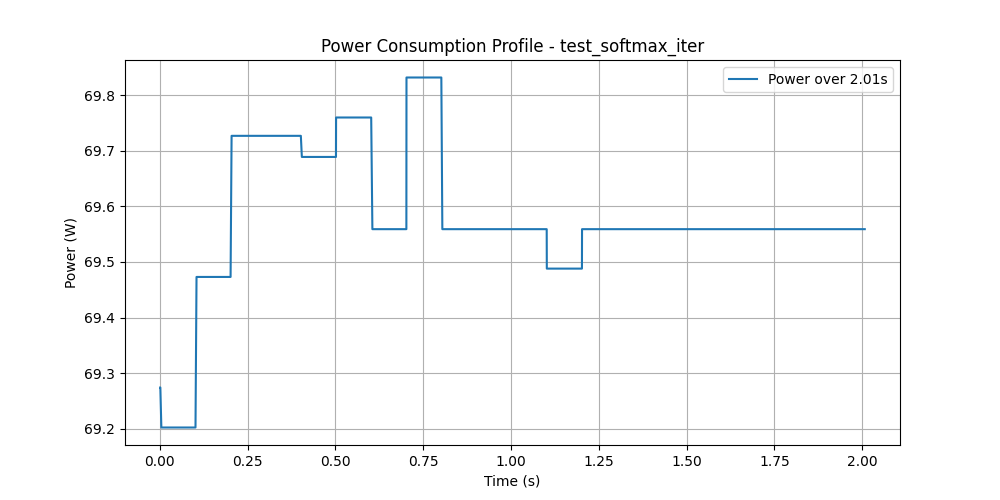 Power Consumption Profile - test_softmax_iter
Power over 2.01s
69.8
69.7
69.6
69.5
69.4
69.3
69.2
Power (W)
0.00 0.25 0.50 0.75 1.00 1.25 1.50 1.75 2.00
Time (s)